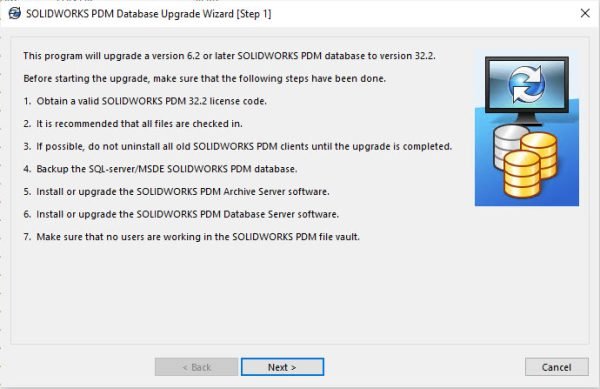 SOLIDWORKS PDM Database Upgrade Wizard [Step 1]
This program will upgrade a version 6.2 or later SOLIDWORKS PDM database to version 32.2.
Before starting the upgrade, make sure that the following steps have been done.
1. Obtain a valid SOLIDWORKS PDM 32.2 license code.
2. It is recommended that all files are checked in.
3. If possible, do not uninstall all old SOLIDWORKS PDM clients until the upgrade is completed.
4. Backup the SQL-server/MSDE SOLIDWORKS PDM database.
5. Install or upgrade the SOLIDWORKS PDM Archive Server software.
6. Install or upgrade the SOLIDWORKS PDM Database Server software.
7. Make sure that no users are working in the SOLIDWORKS PDM file vault.
< Back Next > Cancel